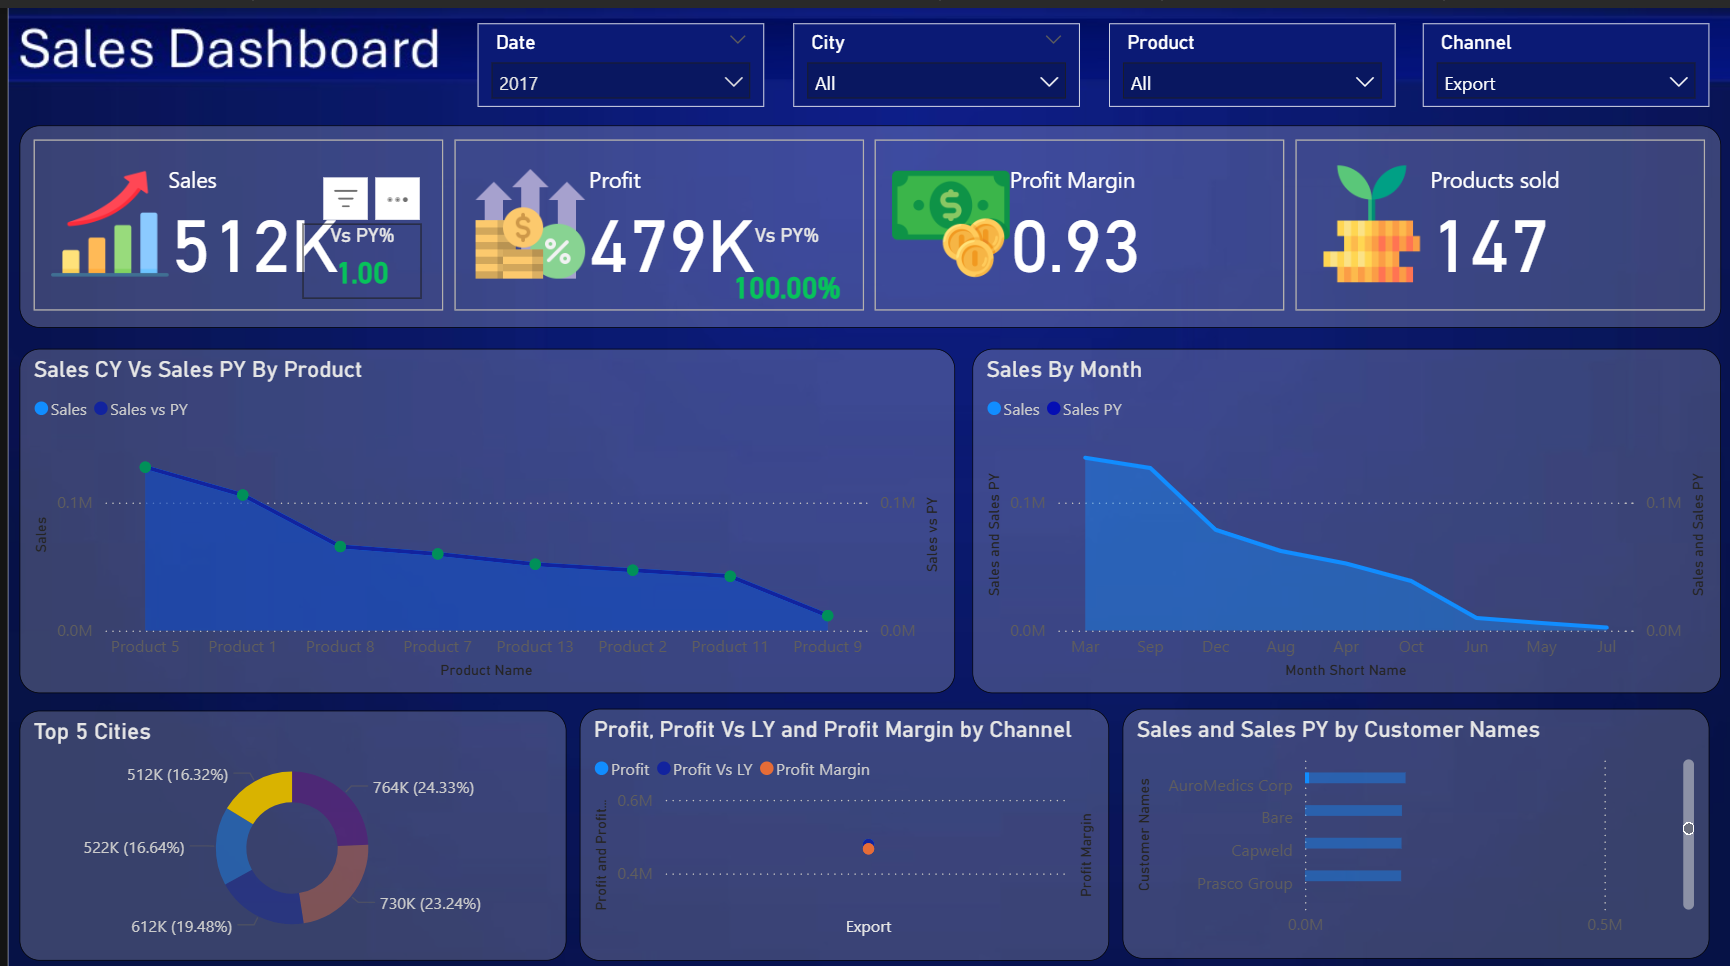 Sales Dashboard
Date
2017
City
All
Product
All
Channel
Export
Sales
512K
Vs PY%
1.00
Profit
479K
Vs PY%
100.00%
Profit Margin
0.93
Products sold
147
Sales CY Vs Sales PY By Product
Sales Sales vs PY
Sales
0.1M
0.0M
0.1M
0.0M
Sales vs PY
Product 5 Product 1 Product 8 Product 7 Product 13 Product 2 Product 11 Product 9
Product Name
Sales By Month
Sales Sales PY
Sales and Sales PY
0.1M
0.0M
0.1M
0.0M
Sales and Sales PY
Mar Sep Dec Aug Apr Oct Jun May Jul
Month Short Name
Top 5 Cities
512K (16.32%)
764K (24.33%)
522K (16.64%)
730K (23.24%)
612K (19.48%)
Profit, Profit Vs LY and Profit Margin by Channel
Profit Profit Vs LY Profit Margin
Profit and Profit...
0.6M
0.4M
Profit Margin
Export
Sales and Sales PY by Customer Names
Customer Names
AuroMedics Corp
Bare
Capweld
Prasco Group
0.0M 0.5M